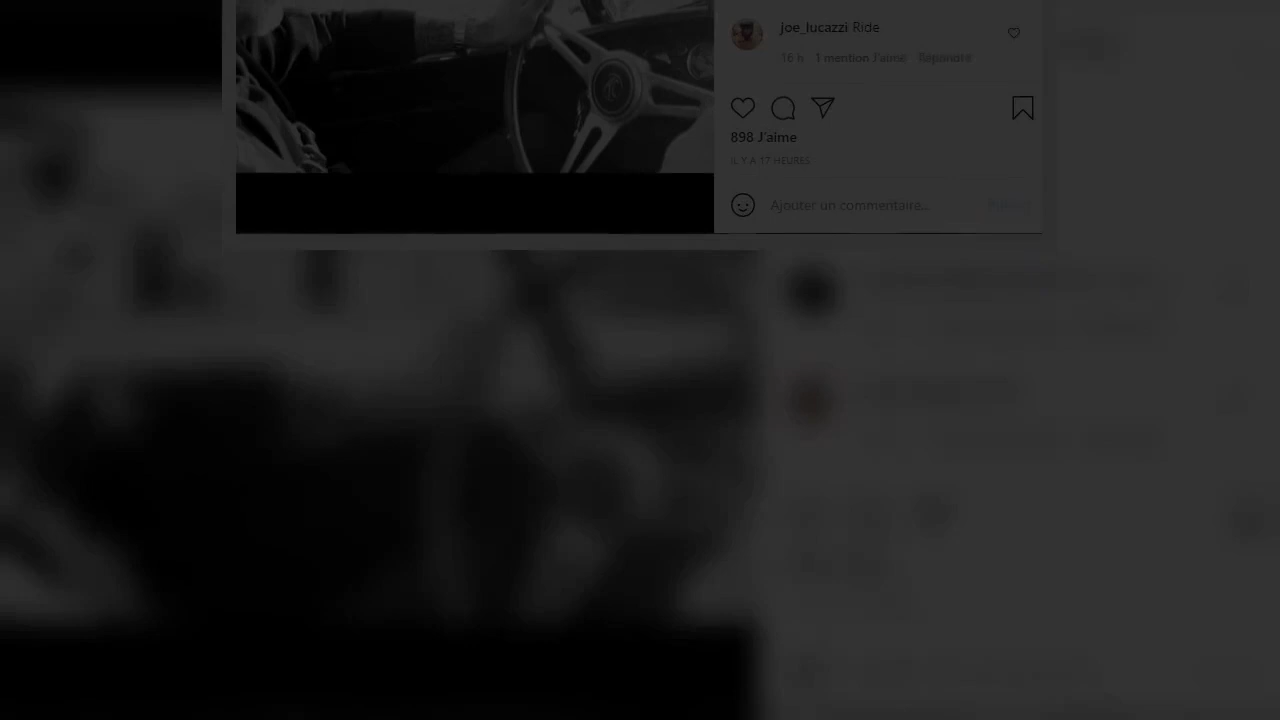 joe_lucazzi Ride
16 h 1 mention J'aime Répondre
898 J'aime
IL Y A 17 HEURES
Ajouter un commentaire...